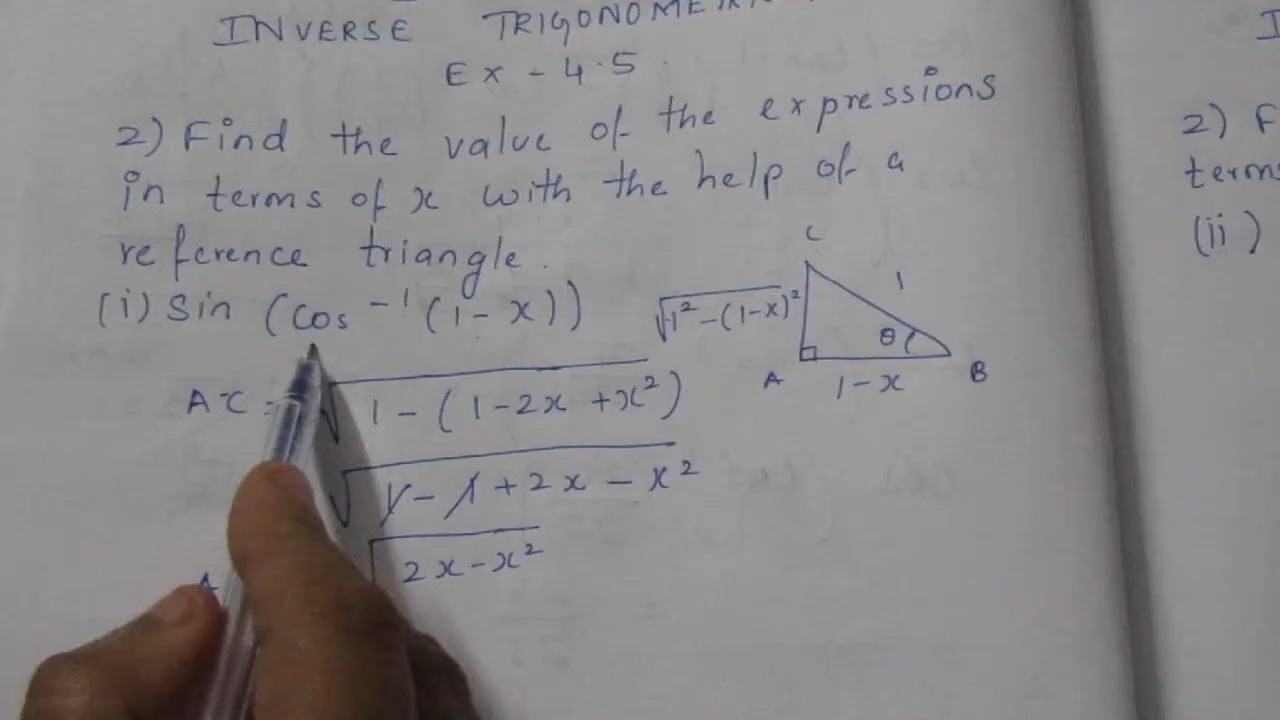 INVERSE
Ex - 4.5
2) Find the value of the expressions
in terms of x with the help of a
reference triangle.
(i) Sin (cos⁻¹(1-x))
C
1
√1²-(1-x)²
θ
A
B
1-x
AC = √1-(1-2x+x²)
√1-1+2x-x²
√2x-x²
A
2) F
terms
(ii)